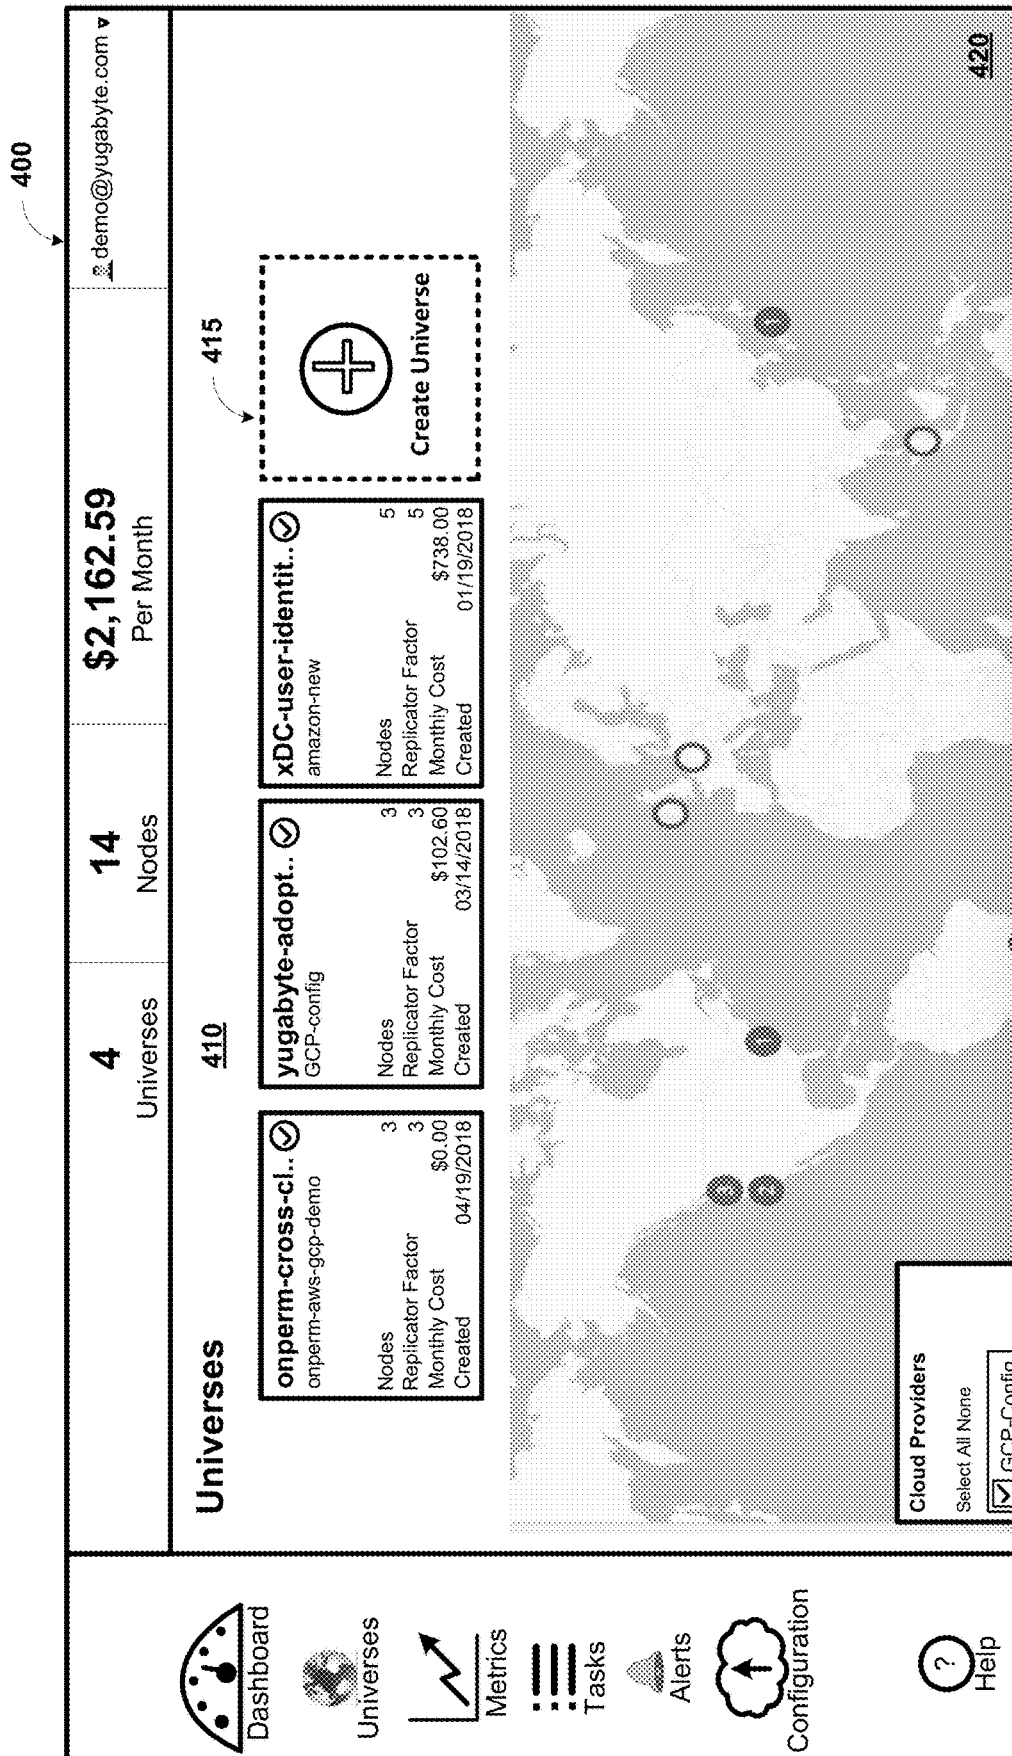 400
4
Universes
14
Nodes
$2,162.59
Per Month
demo@yugabyte.com
Dashboard
Universes
Metrics
Tasks
Alerts
Configuration
Help
Universes
410
onperm-cross-cl..
onperm-aws-gcp-demo
Nodes 3
Replicator Factor 3
Monthly Cost $0.00
Created 04/19/2018
yugabyte-adopt..
GCP-config
Nodes 3
Replicator Factor 3
Monthly Cost $102.60
Created 03/14/2018
xDC-user-identit..
amazon-new
Nodes 5
Replicator Factor 5
Monthly Cost $738.00
Created 01/19/2018
415
Create Universe
Cloud Providers
Select All None
GCP-Config
420